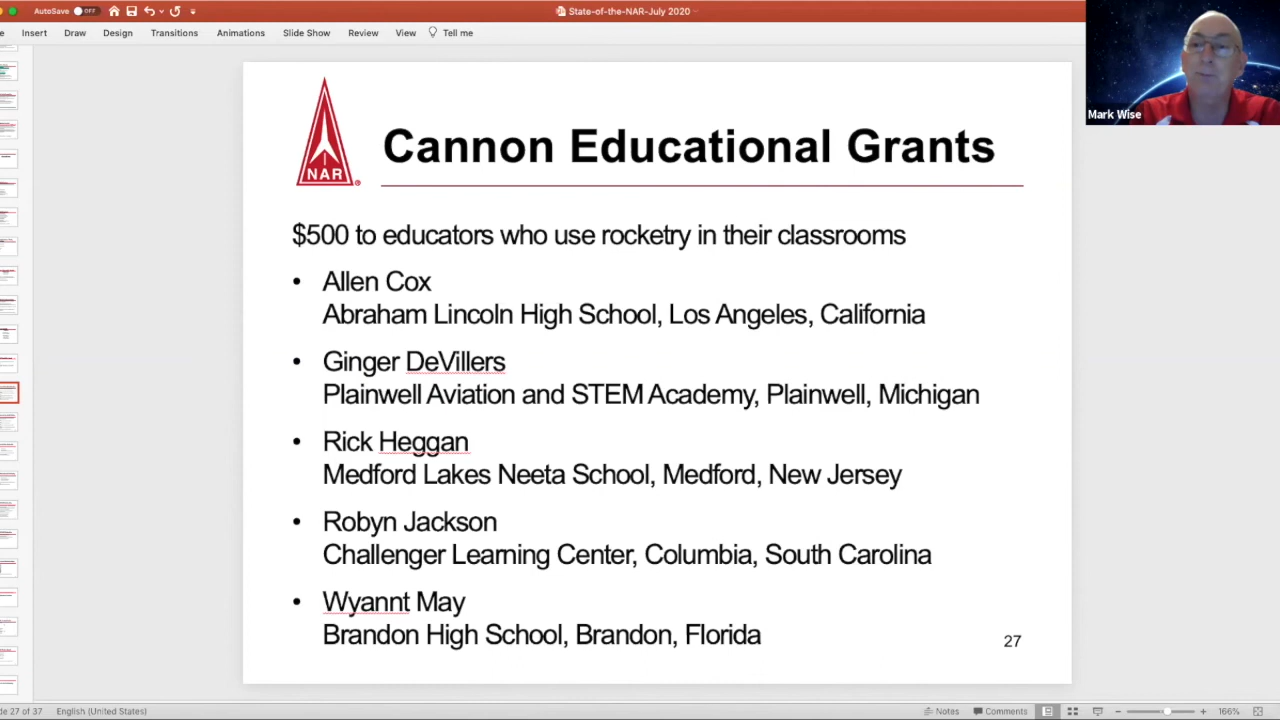 AutoSave OFF
State-of-the-NAR-July 2020
Insert Draw Design Transitions Animations Slide Show Review View Tell me
Mark Wise
NAR
®
Cannon Educational Grants
$500 to educators who use rocketry in their classrooms
• Allen Cox
Abraham Lincoln High School, Los Angeles, California
• Ginger DeVillers
Plainwell Aviation and STEM Academy, Plainwell, Michigan
• Rick Heggan
Medford Lakes Neeta School, Medford, New Jersey
• Robyn Jackson
Challenger Learning Center, Columbia, South Carolina
• Wyannt May
Brandon High School, Brandon, Florida
27
27 of 37 English (United States) Notes Comments 166%